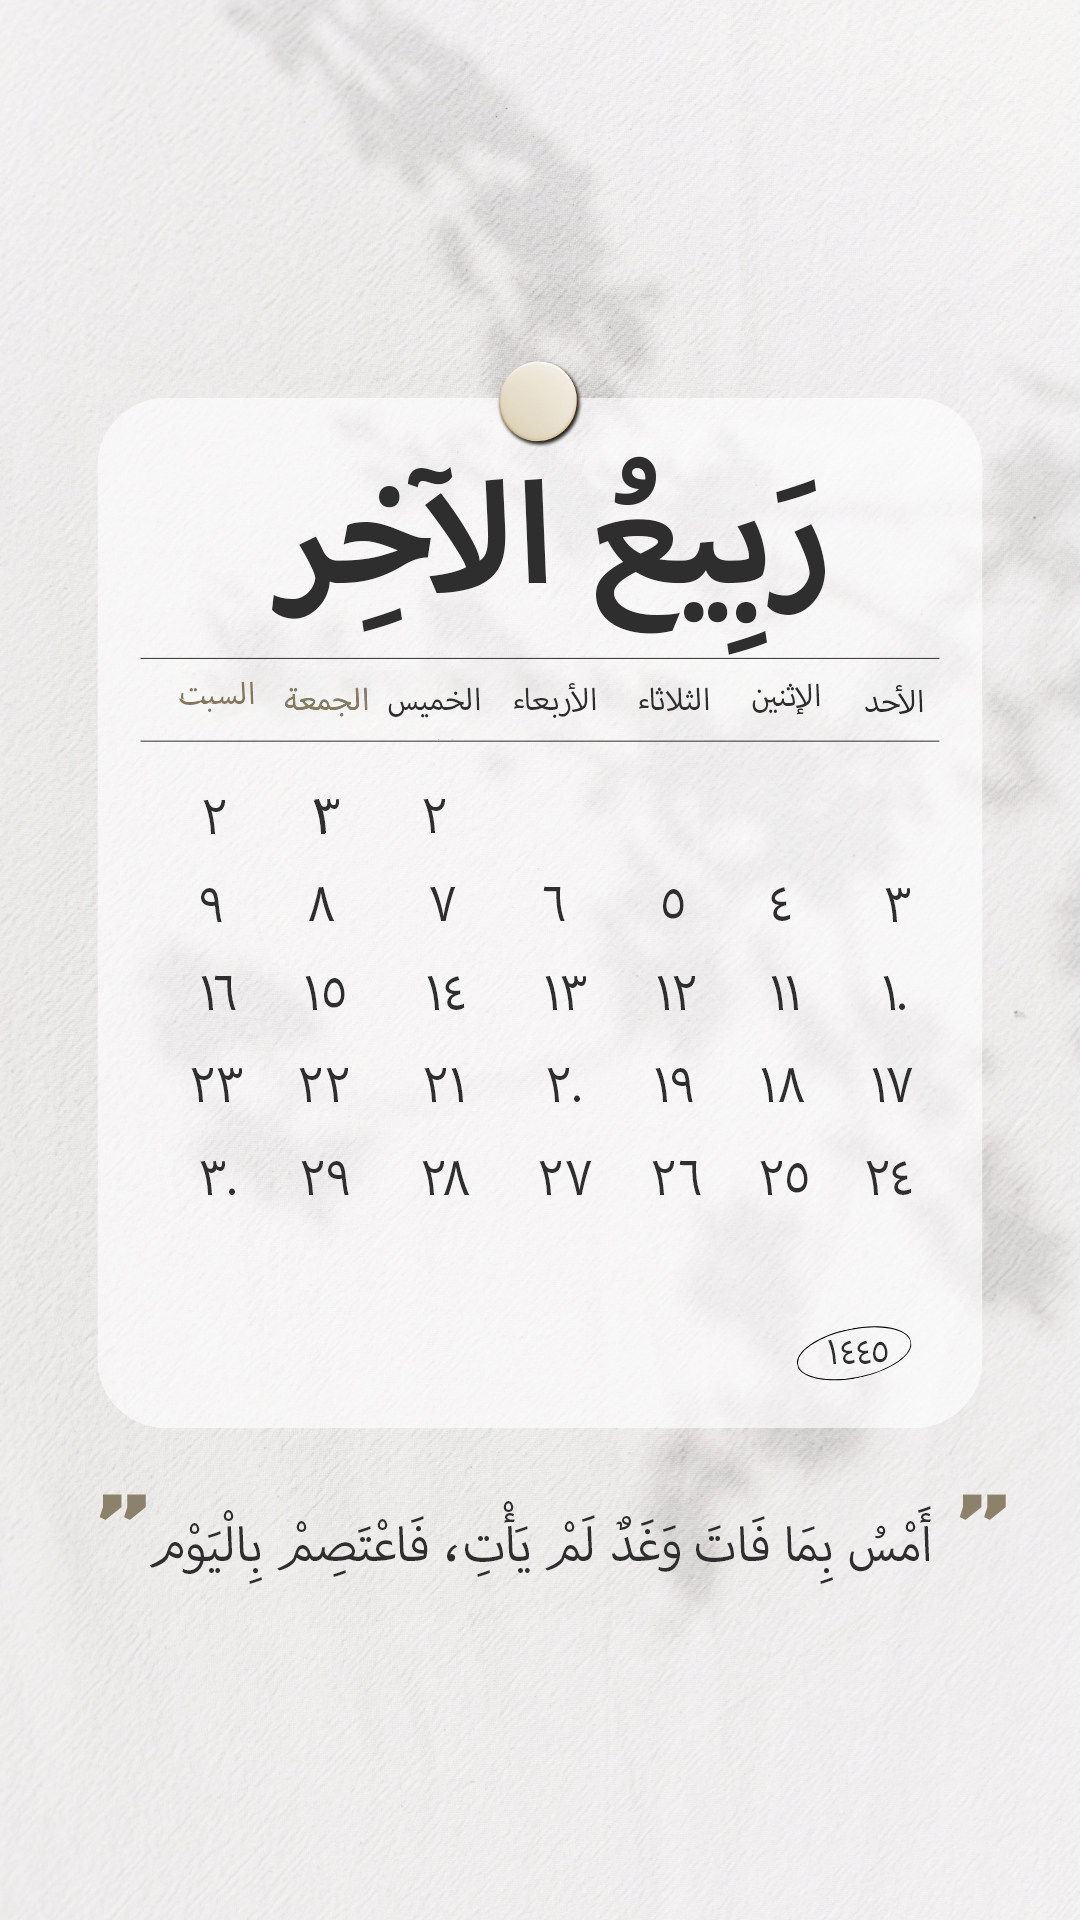 رَبِيعُ الآخِر
الأحد الإثنين الثلاثاء الأربعاء الخميس الجمعة السبت
٢ ٣ ٢
٣ ٤ ٥ ٦ ٧ ٨ ٩
١٠ ١١ ١٢ ١٣ ١٤ ١٥ ١٦
١٧ ١٨ ١٩ ٢٠ ٢١ ٢٢ ٢٣
٢٤ ٢٥ ٢٦ ٢٧ ٢٨ ٢٩ ٣٠
١٤٤٥
” أَمْسُ بِمَا فَاتَ وَغَدٌ لَمْ يَأْتِ، فَاعْتَصِمْ بِالْيَوْم ”